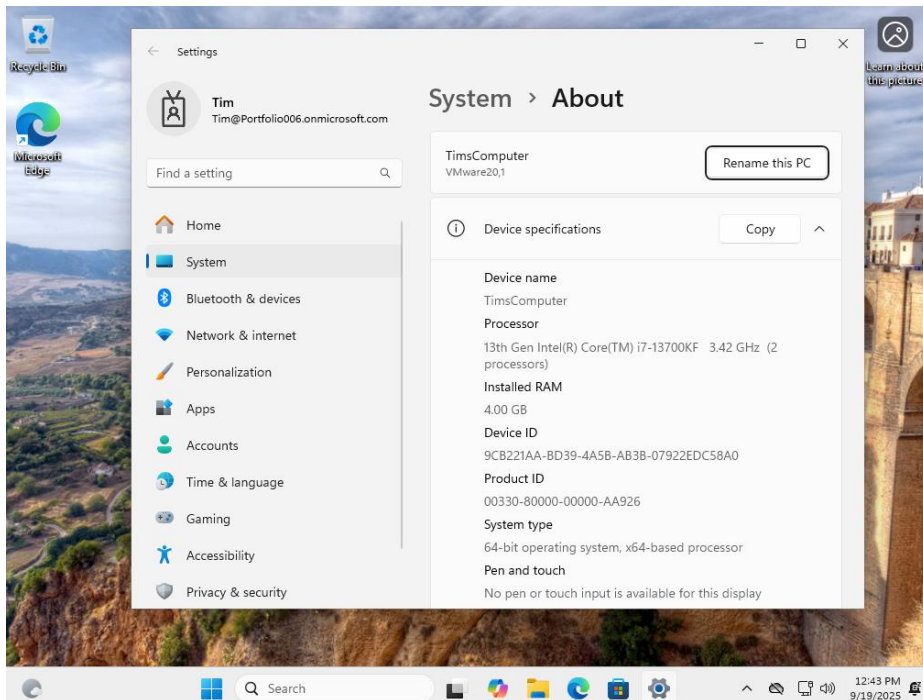 Recycle Bin
Microsoft
Edge
Learn about
this picture
Settings
Tim
Tim@Portfolio006.onmicrosoft.com
Find a setting
Home
System
Bluetooth & devices
Network & internet
Personalization
Apps
Accounts
Time & language
Gaming
Accessibility
Privacy & security
System > About
TimsComputer
VMware20,1
Rename this PC
Device specifications
Copy
Device name
TimsComputer
Processor
13th Gen Intel(R) Core(TM) i7-13700KF 3.42 GHz (2
processors)
Installed RAM
4.00 GB
Device ID
9CB221AA-BD39-4A5B-AB3B-07922EDC58A0
Product ID
00330-80000-00000-AA926
System type
64-bit operating system, x64-based processor
Pen and touch
No pen or touch input is available for this display
Search
12:43 PM
9/19/2025